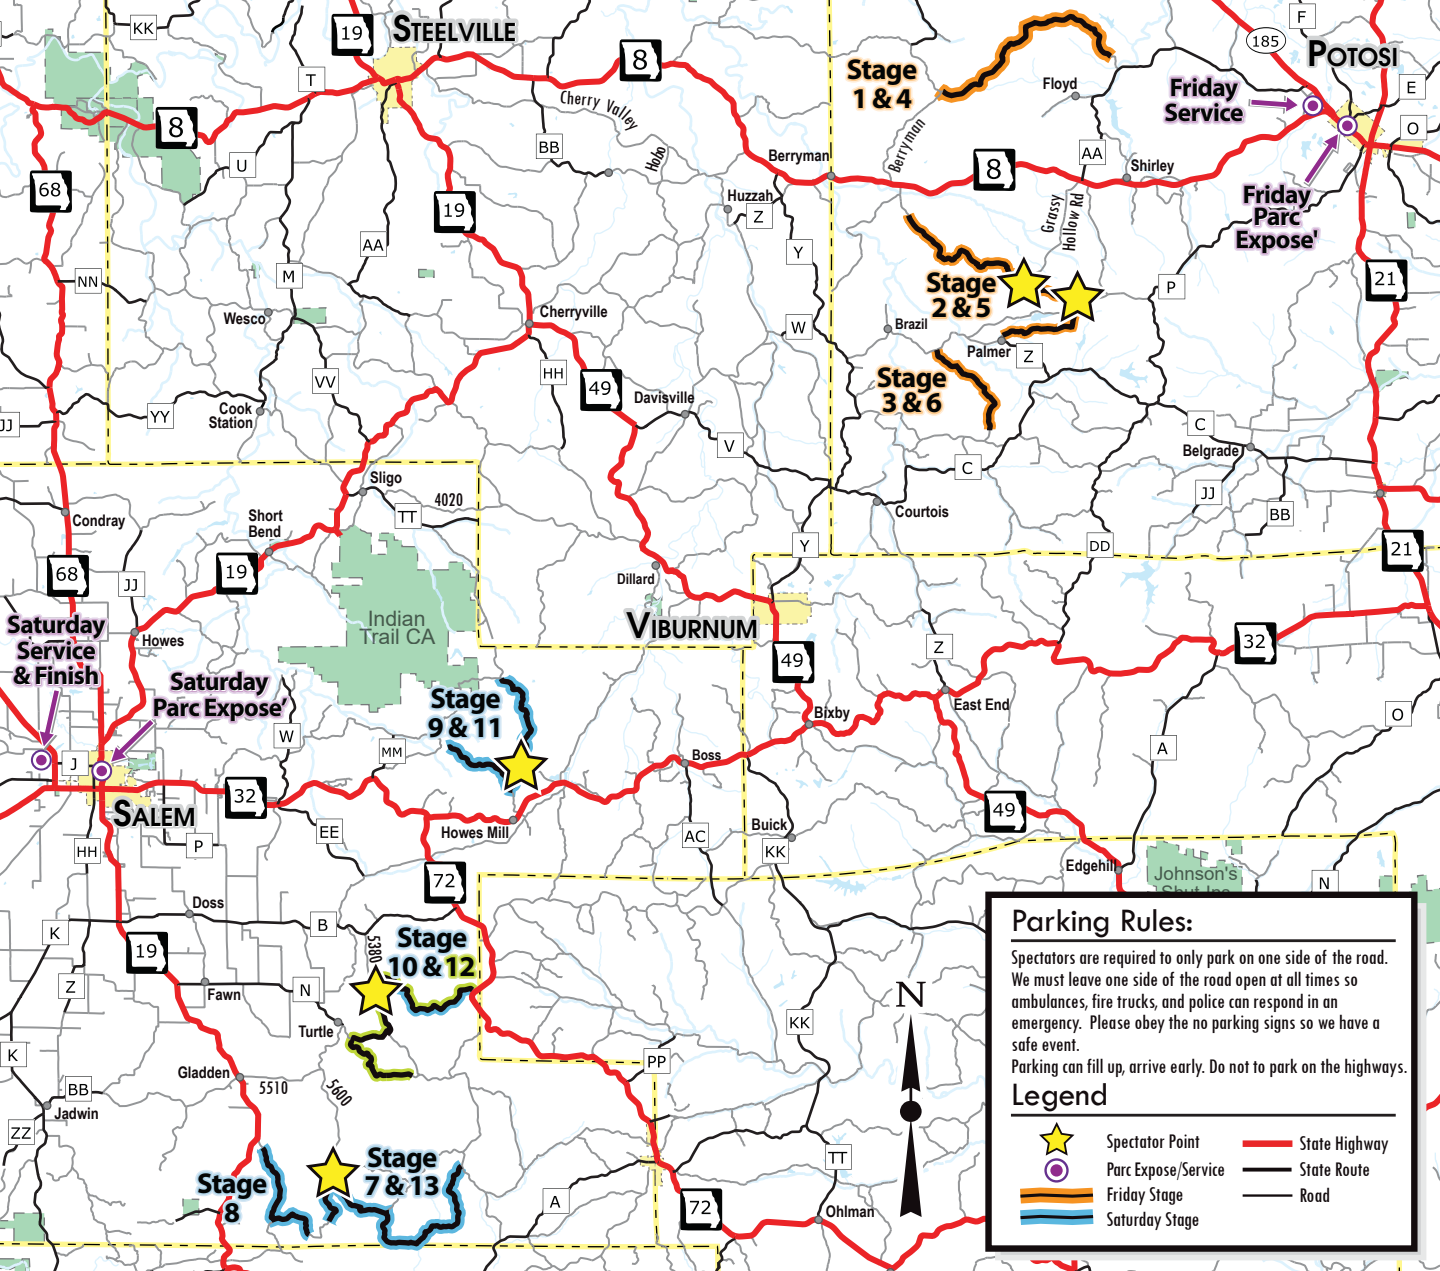 KK
19
STEELVILLE
8
F
185
POTOSI
T
Stage
1 & 4
Floyd
Friday
Service
E
O
Cherry Valley
8
BB
Hobo
Berryman
Berryman
8
AA
Shirley
U
68
19
Huzzah
Z
Friday
Parc
Expose'
Grassy
Hollow Rd
AA
Y
NN
M
Stage
2 & 5
P
21
Wesco
Cherryville
W
Brazil
Palmer
Z
HH
VV
49
Stage
3 & 6
Davisville
Cook
Station
YY
JJ
C
V
Belgrade
C
Sligo
4020
TT
JJ
BB
Short
Bend
Condray
Courtois
Y
DD
21
68
JJ
19
Dillard
Indian
Trail CA
VIBURNUM
Saturday
Service
& Finish
Howes
49
Z
32
Saturday
Parc Expose'
Stage
9 & 11
East End
Bixby
O
W
MM
Boss
A
J
32
SALEM
49
EE
Howes Mill
AC
Buick
KK
P
HH
Edgehill
72
Johnson's
Shut-Ins
N
Doss
K
B
5380
Stage
10 & 12
19
Z
Fawn
N
N
Turtle
KK
K
PP
Gladden
5510
5600
BB
Jadwin
ZZ
Stage
7 & 13
TT
Stage
8
A
72
Ohlman
Parking Rules:
Spectators are required to only park on one side of the road.
We must leave one side of the road open at all times so
ambulances, fire trucks, and police can respond in an
emergency.  Please obey the no parking signs so we have a
safe event.
Parking can fill up, arrive early. Do not to park on the highways.
Legend
Spectator Point
State Highway
Parc Expose/Service
State Route
Friday Stage
Road
Saturday Stage